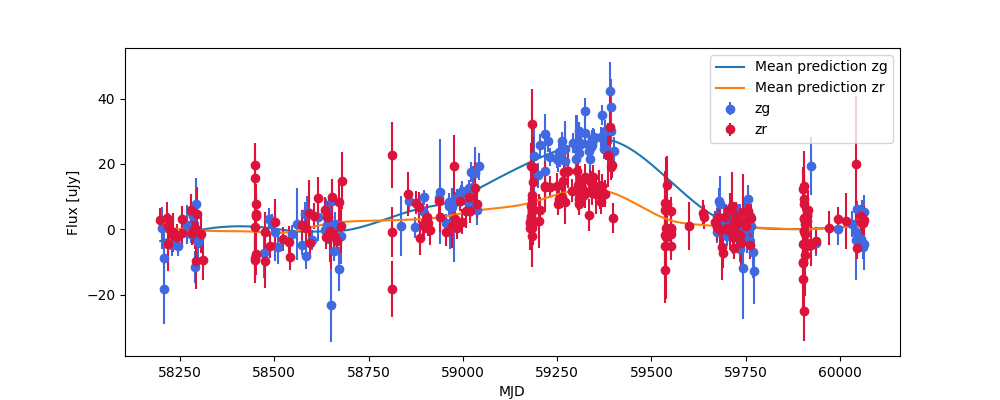 Mean prediction zg
Mean prediction zr
zg
zr
40
20
0
−20
Flux [uJy]
58250 58500 58750 59000 59250 59500 59750 60000
MJD